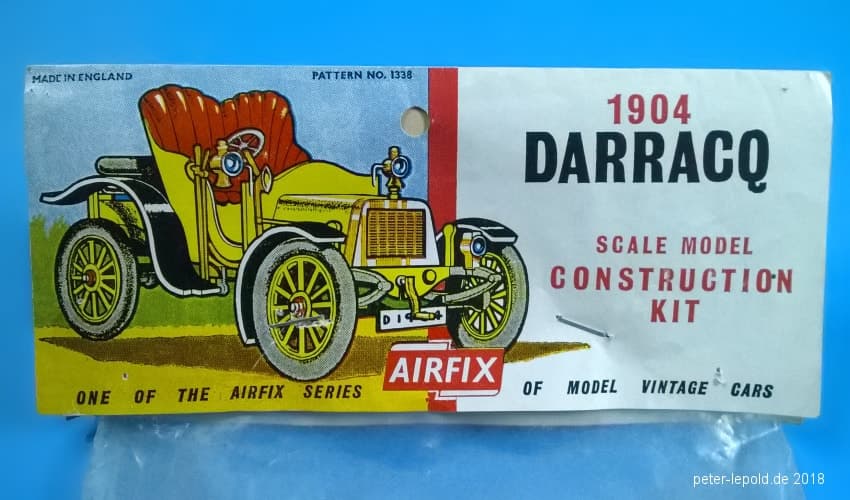 MADE IN ENGLAND
PATTERN NO. 1338
1904
DARRACQ
SCALE MODEL
CONSTRUCTION
KIT
AIRFIX
ONE OF THE AIRFIX SERIES OF MODEL VINTAGE CARS
peter-lepold.de 2018